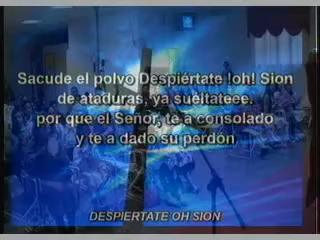 Sacude el polvo Despiértate !oh! Sion
de ataduras, ya suéltateee.
por que el Señor, te a consolado
y te a dado su perdón
DESPIERTATE OH SION